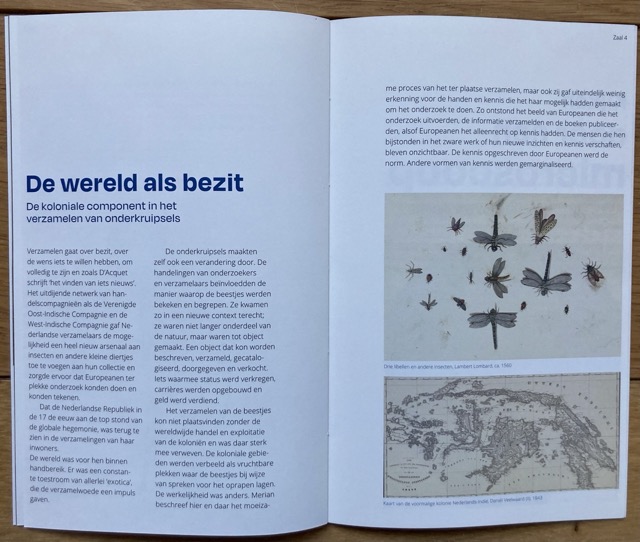 De wereld als bezit
De koloniale component in het
verzamelen van onderkruipsels
Verzamelen gaat over bezit, over
de wens iets te willen hebben, om
volledig te zijn en zoals D'Acquet
schrijft 'het vinden van iets nieuws'.
Het uitdijende netwerk van han-
delscompagnieën als de Verenigde
Oost-Indische Compagnie en de
West-Indische Compagnie gaf Ne-
derlandse verzamelaars de moge-
lijkheid een heel nieuw arsenaal aan
insecten en andere kleine diertjes
toe te voegen aan hun collectie en
zorgde ervoor dat Europeanen ter
plekke onderzoek konden doen en
konden tekenen.
Dat de Nederlandse Republiek in
de 17 de eeuw aan de top stond van
de globale hegemonie, was terug te
zien in de verzamelingen van haar
inwoners.
De wereld was voor hen binnen
handbereik. Er was een constan-
te toestroom van allerlei 'exotica',
die de verzamelwoede een impuls
gaven.
De onderkruipsels maakten
zelf ook een verandering door. De
handelingen van onderzoekers
en verzamelaars beïnvloedden de
manier waarop de beestjes werden
bekeken en begrepen. Ze kwamen
zo in een nieuwe context terecht;
ze waren niet langer onderdeel van
de natuur, maar waren tot object
gemaakt. Een object dat kon worden
beschreven, verzameld, gecatalo-
giseerd, doorgegeven en verkocht.
Iets waarmee status werd verkregen,
carrières werden opgebouwd en
geld werd verdiend.
Het verzamelen van de beestjes
kon niet plaatsvinden zonder de
wereldwijde handel en exploitatie
van de koloniën en was daar sterk
mee verweven. De koloniale gebie-
den werden verbeeld als vruchtbare
plekken waar de beestjes bij wijze
van spreken voor het oprapen lagen.
De werkelijkheid was anders. Merian
beschreef hier en daar het moeiza-
Zaal 4
me proces van het ter plaatse verzamelen, maar ook zij gaf uiteindelijk weinig
erkenning voor de handen en kennis die het haar mogelijk hadden gemaakt
om het onderzoek te doen. Zo ontstond het beeld van Europeanen die het
onderzoek uitvoerden, de informatie verzamelden en de boeken publiceer-
den, alsof Europeanen het alleenrecht op kennis hadden. De mensen die hen
bijstonden in het zware werk of hun nieuwe inzichten en kennis verschaften,
bleven onzichtbaar. De kennis opgeschreven door Europeanen werd de
norm. Andere vormen van kennis werden gemarginaliseerd.
Drie libellen en andere insecten, Lambert Lombard, ca.
Kaart van de voormalige kolonie Nederlands-Indië, Daniël Veelwaard (II), 1843